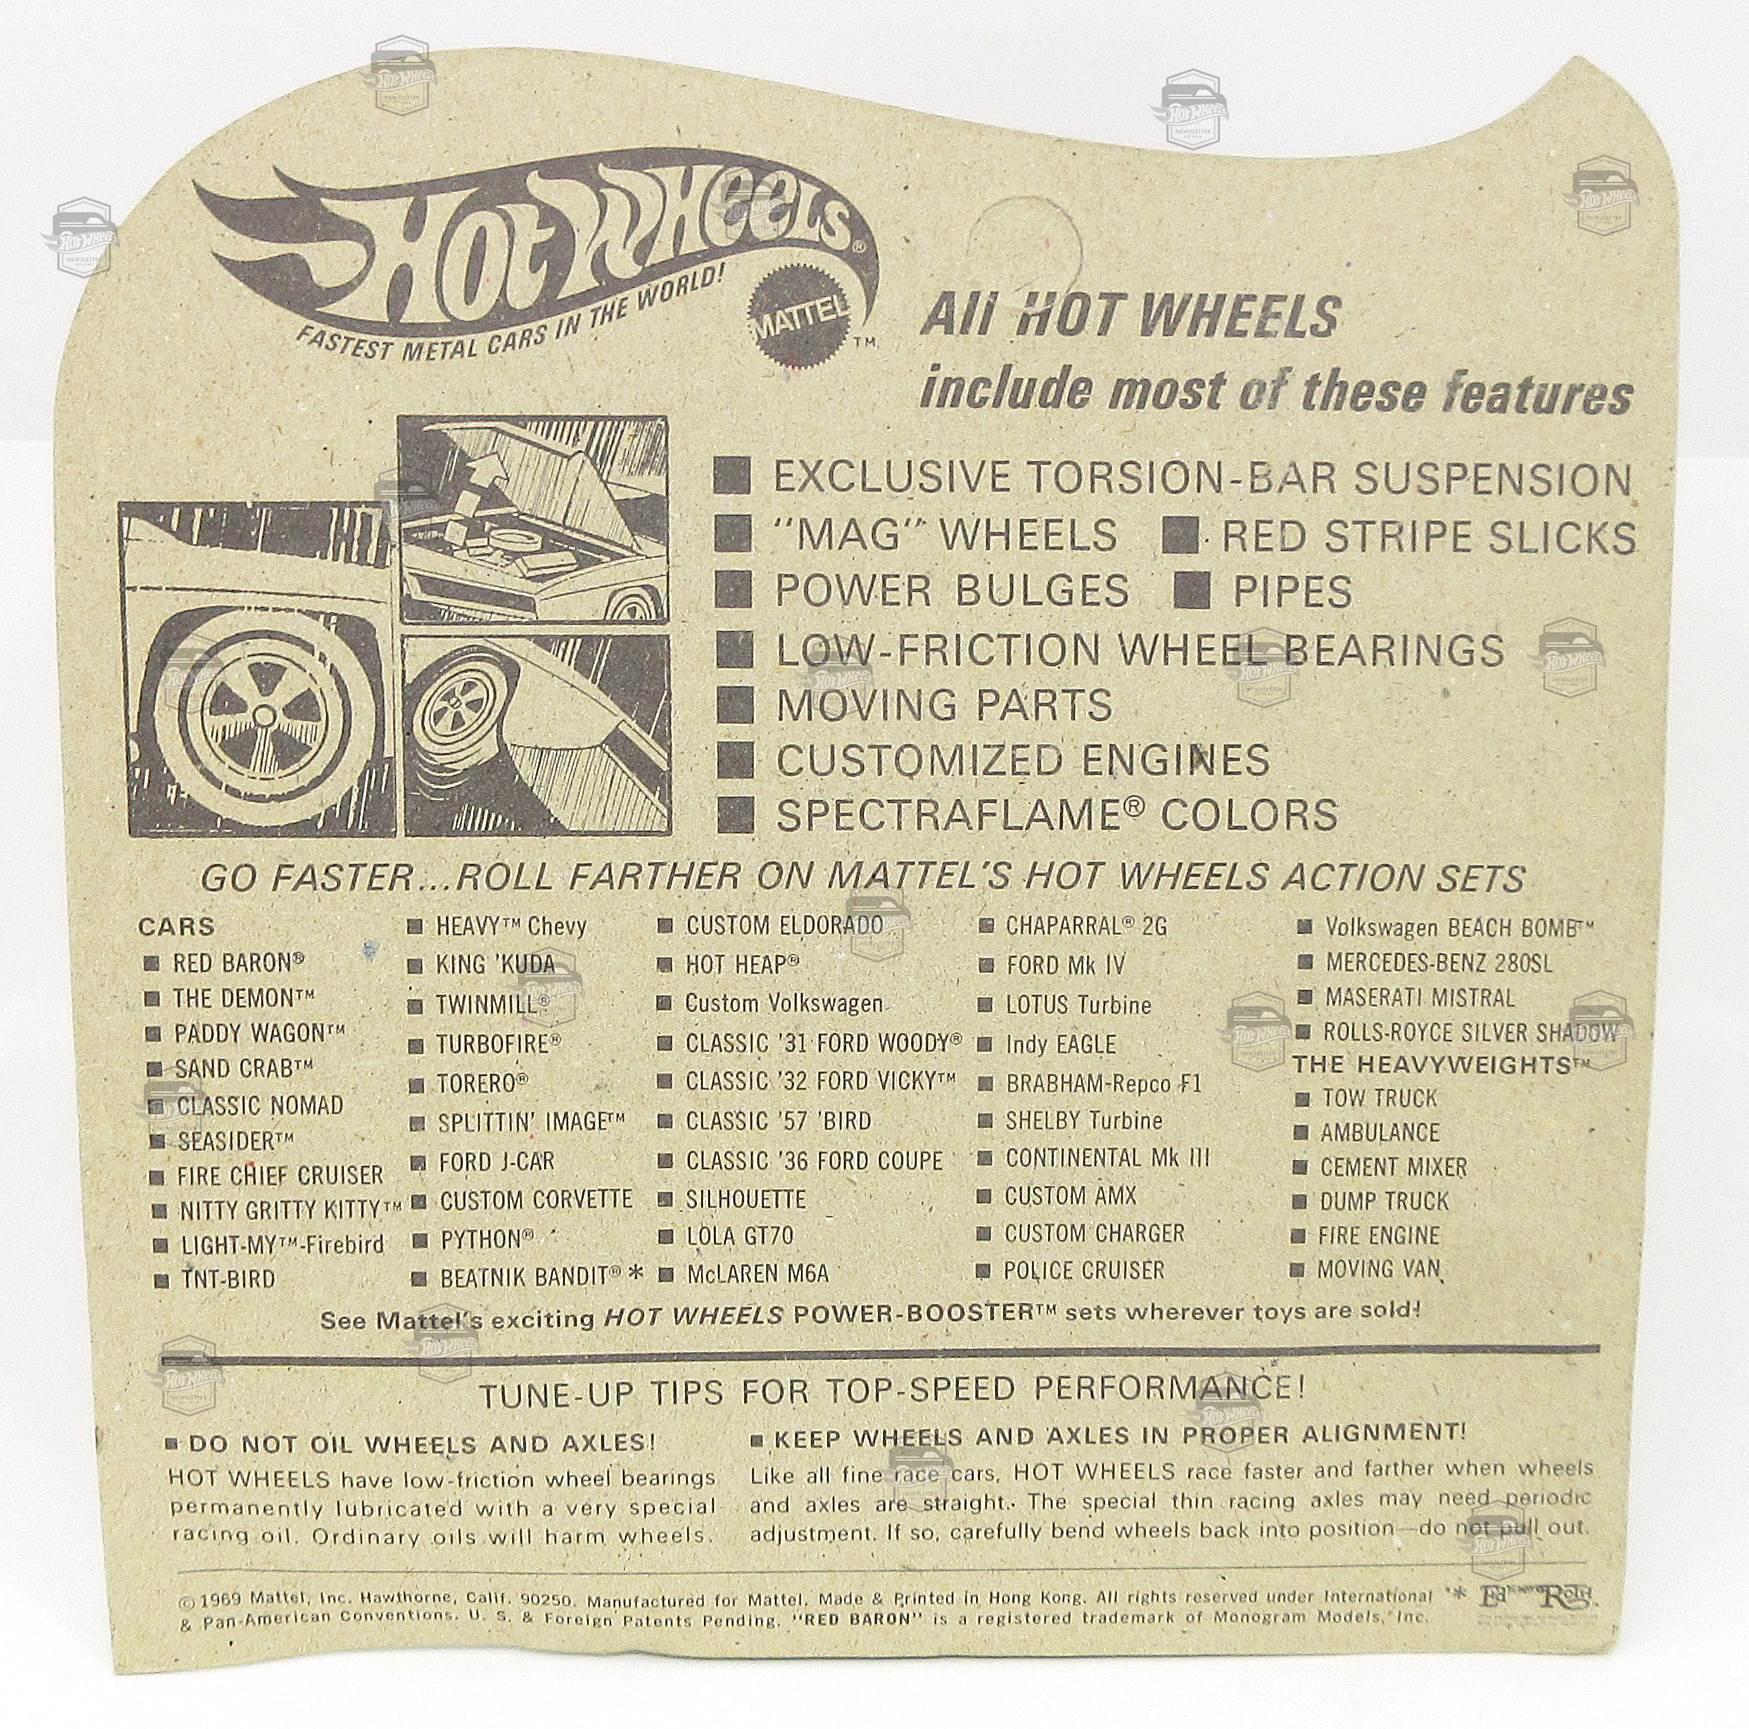 HOT WHEELS®
FASTEST METAL CARS IN THE WORLD!
MATTEL
TM
All HOT WHEELS
include most of these features
■ EXCLUSIVE TORSION-BAR SUSPENSION
■ "MAG" WHEELS ■ RED STRIPE SLICKS
■ POWER BULGES ■ PIPES
■ LOW-FRICTION WHEEL BEARINGS
■ MOVING PARTS
■ CUSTOMIZED ENGINES
■ SPECTRAFLAME® COLORS
GO FASTER...ROLL FARTHER ON MATTEL'S HOT WHEELS ACTION SETS
CARS
■ RED BARON®
■ THE DEMON™
■ PADDY WAGON™
■ SAND CRAB™
■ CLASSIC NOMAD
■ SEASIDER™
■ FIRE CHIEF CRUISER
■ NITTY GRITTY KITTY™
■ LIGHT-MY™-Firebird
■ TNT-BIRD
■ HEAVY™ Chevy
■ KING 'KUDA
■ TWINMILL®
■ TURBOFIRE®
■ TORERO®
■ SPLITTIN' IMAGE™
■ FORD J-CAR
■ CUSTOM CORVETTE
■ PYTHON®
■ BEATNIK BANDIT®*
■ CUSTOM ELDORADO
■ HOT HEAP®
■ Custom Volkswagen
■ CLASSIC '31 FORD WOODY®
■ CLASSIC '32 FORD VICKY™
■ CLASSIC '57 'BIRD
■ CLASSIC '36 FORD COUPE
■ SILHOUETTE
■ LOLA GT70
■ McLAREN M6A
■ CHAPARRAL® 2G
■ FORD Mk IV
■ LOTUS Turbine
■ Indy EAGLE
■ BRABHAM-Repco F1
■ SHELBY Turbine
■ CONTINENTAL Mk III
■ CUSTOM AMX
■ CUSTOM CHARGER
■ POLICE CRUISER
■ Volkswagen BEACH BOMB™
■ MERCEDES-BENZ 280SL
■ MASERATI MISTRAL
■ ROLLS-ROYCE SILVER SHADOW
THE HEAVYWEIGHTS™
■ TOW TRUCK
■ AMBULANCE
■ CEMENT MIXER
■ DUMP TRUCK
■ FIRE ENGINE
■ MOVING VAN
See Mattel's exciting HOT WHEELS POWER-BOOSTER™ sets wherever toys are sold!
TUNE-UP TIPS FOR TOP-SPEED PERFORMANCE!
■ DO NOT OIL WHEELS AND AXLES!
HOT WHEELS have low-friction wheel bearings
permanently lubricated with a very special
racing oil. Ordinary oils will harm wheels.
■ KEEP WHEELS AND AXLES IN PROPER ALIGNMENT!
Like all fine race cars, HOT WHEELS race faster and farther when wheels
and axles are straight. The special thin racing axles may need periodic
adjustment. If so, carefully bend wheels back into position—do not pull out.
©1969 Mattel, Inc. Hawthorne, Calif. 90250. Manufactured for Mattel. Made & Printed in Hong Kong. All rights reserved under International
& Pan-American Conventions. U. S. & Foreign Patents Pending. "RED BARON" is a registered trademark of Monogram Models, Inc.
* Ed Roth